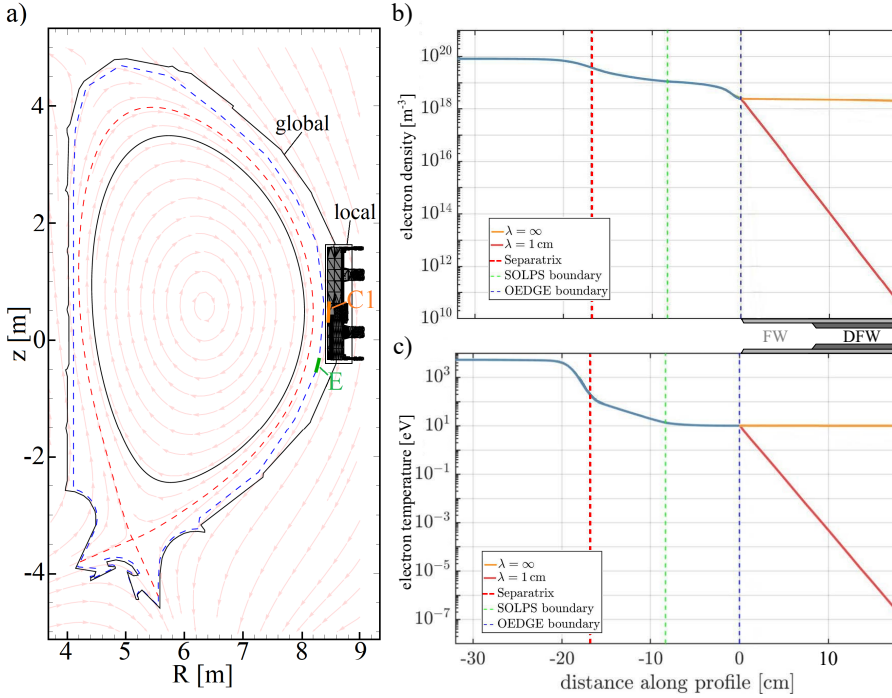 a)
global
local
C1
E
4
2
0
-2
-4
z [m]
4 5 6 7 8 9
R [m]
b)
electron density [m⁻³]
10²⁰
10¹⁸
10¹⁶
10¹⁴
10¹²
10¹⁰
λ = ∞
λ = 1 cm
Separatrix
SOLPS boundary
OEDGE boundary
FW DFW
c)
electron temperature [eV]
10³
10¹
10⁻¹
10⁻³
10⁻⁵
10⁻⁷
λ = ∞
λ = 1 cm
Separatrix
SOLPS boundary
OEDGE boundary
-30 -20 -10 0 10
distance along profile [cm]